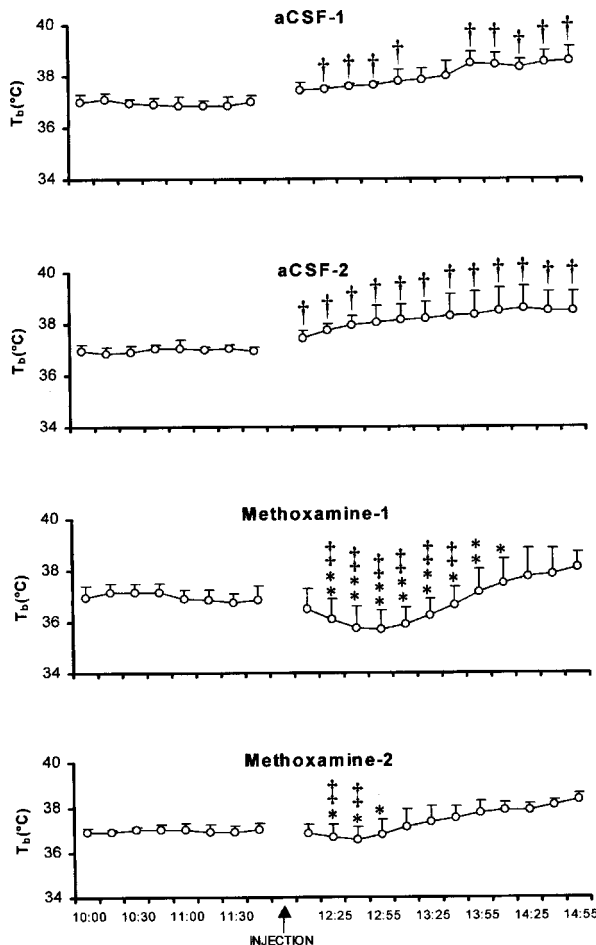 aCSF-1
† † † † † † † † †
40
38
36
34
Tb(°C)
aCSF-2
† † † † † † † † † † † †
40
38
36
34
Tb(°C)
Methoxamine-1
‡ ‡ ‡ ‡ ‡ ‡ * *
* * * * * * *
* * * * *
40
38
36
34
Tb(°C)
Methoxamine-2
‡ ‡
* * *
40
38
36
34
Tb(°C)
10:00 10:30 11:00 11:30 12:25 12:55 13:25 13:55 14:25 14:55
INJECTION